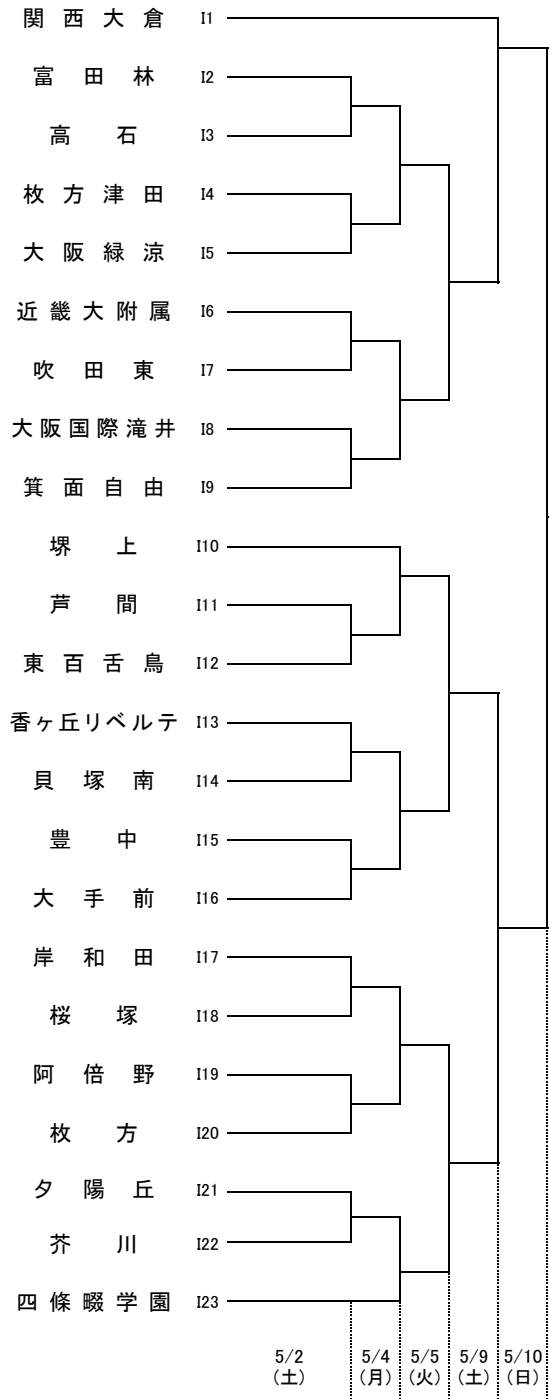 関西大倉 I1
富田林 I2
高石 I3
枚方津田 I4
大阪緑涼 I5
近畿大附属 I6
吹田東 I7
大阪国際滝井 I8
箕面自由 I9
堺上 I10
芦間 I11
東百舌鳥 I12
香ヶ丘リベルテ I13
貝塚南 I14
豊中 I15
大手前 I16
岸和田 I17
桜塚 I18
阿倍野 I19
枚方 I20
夕陽丘 I21
芥川 I22
四條畷学園 I23
5/2 5/4 5/5 5/9 5/10
（土） （月） （火） （土） （日）